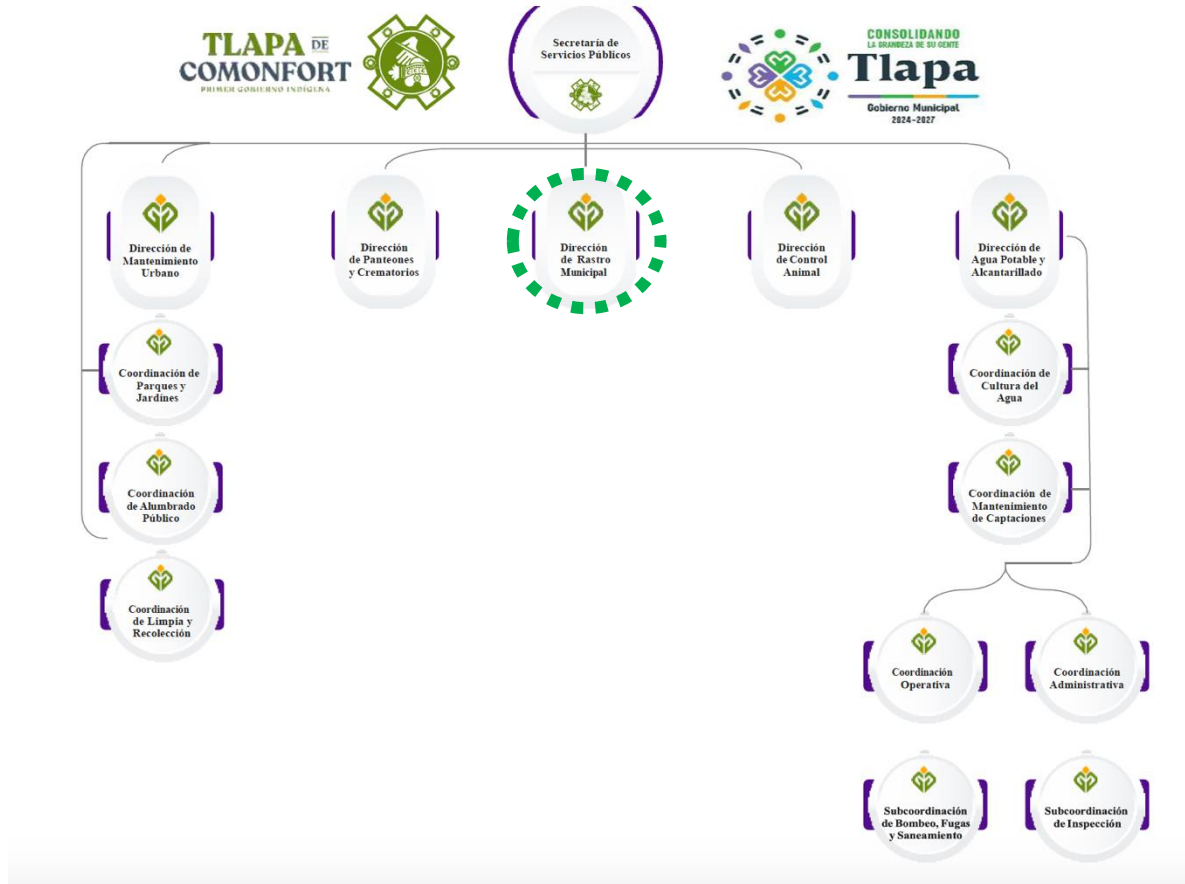 TLAPA DE
COMONFORT
PRIMER GOBIERNO INDÍGENA
Secretaría de
Servicios Públicos
CONSOLIDANDO
LA GRANDEZA DE SU GENTE
Tlapa
Gobierno Municipal
2024-2027
Dirección de
Mantenimiento
Urbano
Dirección
de Panteones
y Crematorios
Dirección
de Rastro
Municipal
Dirección
de Control
Animal
Dirección de
Agua Potable y
Alcantarillado
Coordinación de
Parques y
Jardínes
Coordinación de
Cultura del
Agua
Coordinación
de Alumbrado
Público
Coordinación de
Mantenimiento
de Captaciones
Coordinación
de Limpia y
Recolección
Coordinación
Operativa
Coordinación
Administrativa
Subcoordinación
de Bombeo, Fugas
y Saneamiento
Subcoordinación
de Inspección